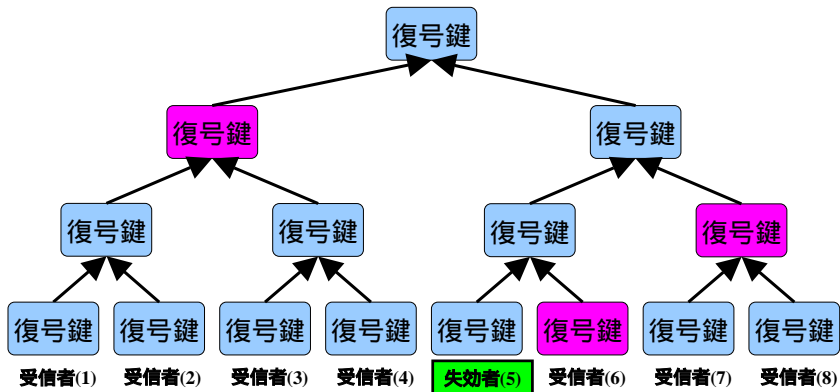 復号鍵
復号鍵 復号鍵
復号鍵 復号鍵 復号鍵 復号鍵
復号鍵 復号鍵 復号鍵 復号鍵 復号鍵 復号鍵 復号鍵 復号鍵
受信者(1) 受信者(2) 受信者(3) 受信者(4) 失効者(5) 受信者(6) 受信者(7) 受信者(8)